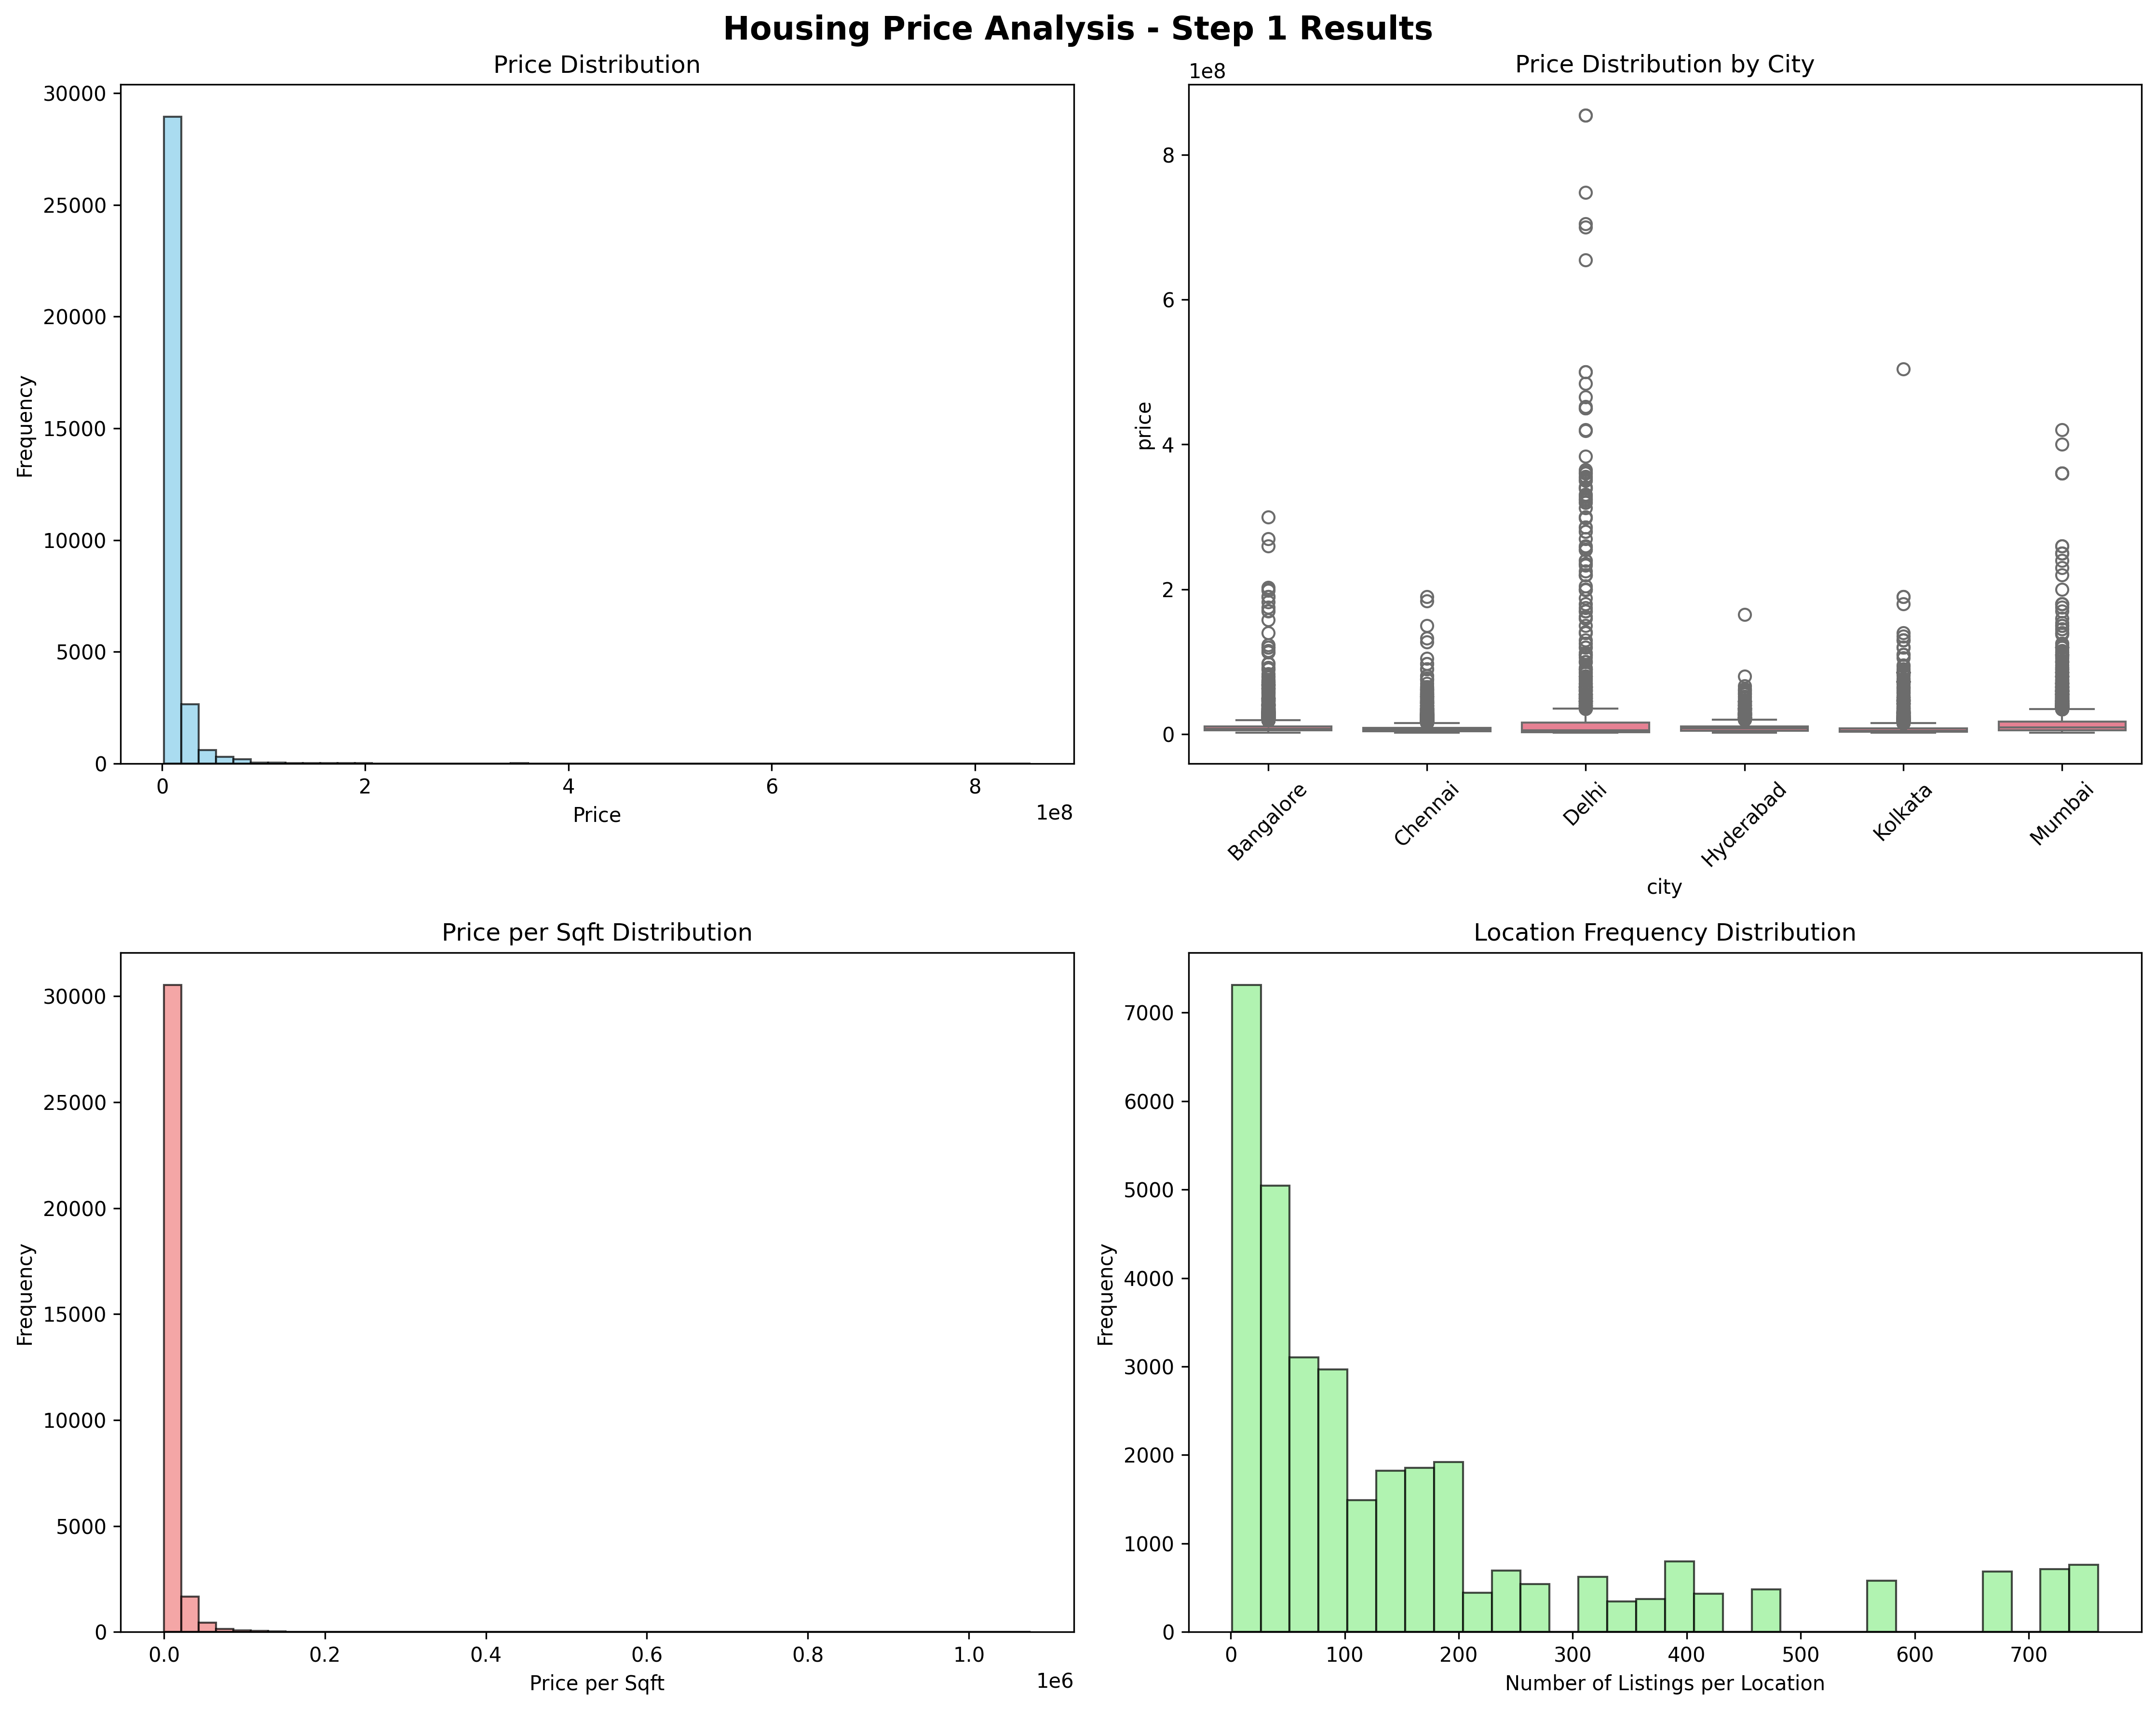 Housing Price Analysis - Step 1 Results
Price Distribution
30000
25000
20000
15000
10000
5000
0
Frequency
0 2 4 6 8
1e8
Price
Price Distribution by City
1e8
8
6
4
2
0
price
Bangalore Chennai Delhi Hyderabad Kolkata Mumbai
city
Price per Sqft Distribution
30000
25000
20000
15000
10000
5000
0
Frequency
0.0 0.2 0.4 0.6 0.8 1.0
1e6
Price per Sqft
Location Frequency Distribution
7000
6000
5000
4000
3000
2000
1000
0
Frequency
0 100 200 300 400 500 600 700
Number of Listings per Location